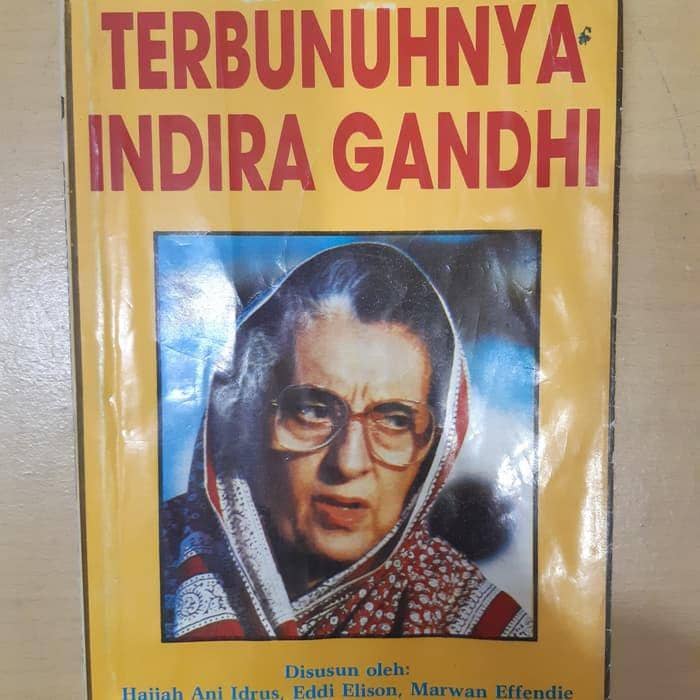 TERBUNUHNYA
INDIRA GANDHI
Disusun oleh:
Hajjah Ani Idrus, Eddi Elison, Marwan Effendie